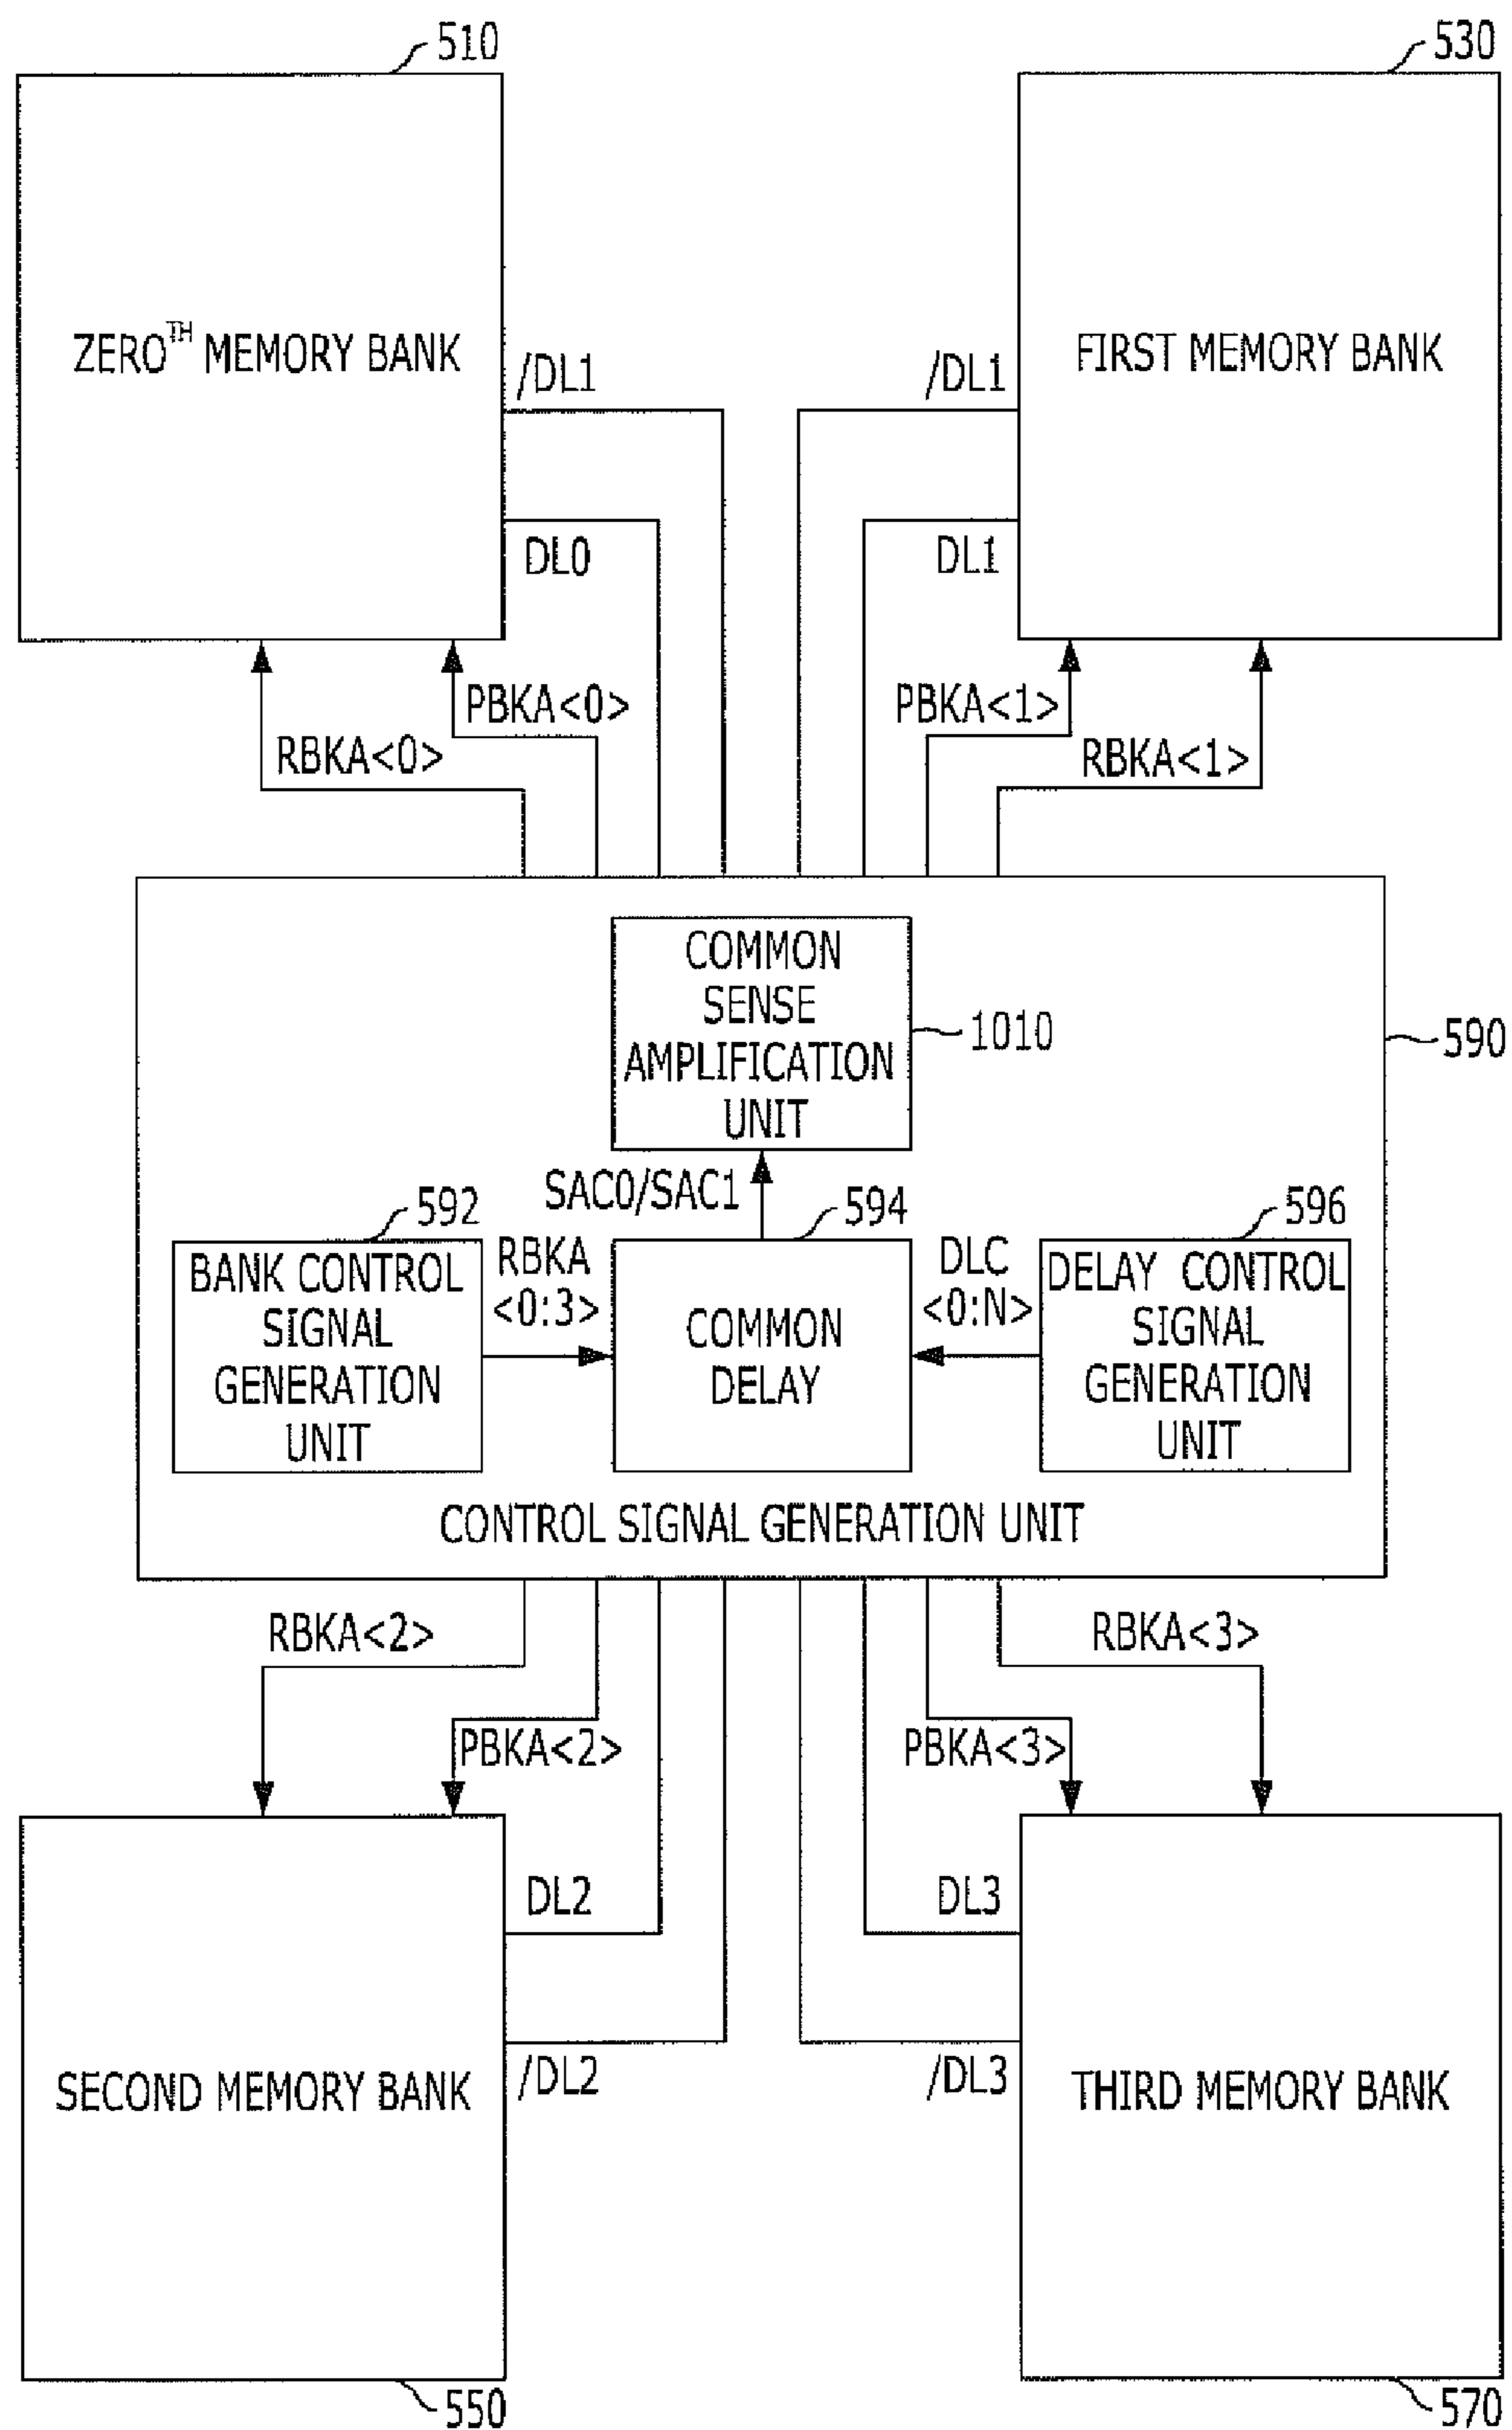 510
530
ZEROTH MEMORY BANK
FIRST MEMORY BANK
/DL1
/DL1
DL0
DL1
PBKA<0>
PBKA<1>
RBKA<0>
RBKA<1>
COMMON
SENSE
AMPLIFICATION
UNIT
1010
590
SAC0/SAC1
592
594
596
BANK CONTROL
SIGNAL
GENERATION
UNIT
RBKA
<0:3>
COMMON
DELAY
DLC
<0:N>
DELAY CONTROL
SIGNAL
GENERATION
UNIT
CONTROL SIGNAL GENERATION UNIT
RBKA<2>
RBKA<3>
PBKA<2>
PBKA<3>
DL2
DL3
SECOND MEMORY BANK
/DL2
/DL3
THIRD MEMORY BANK
550
570